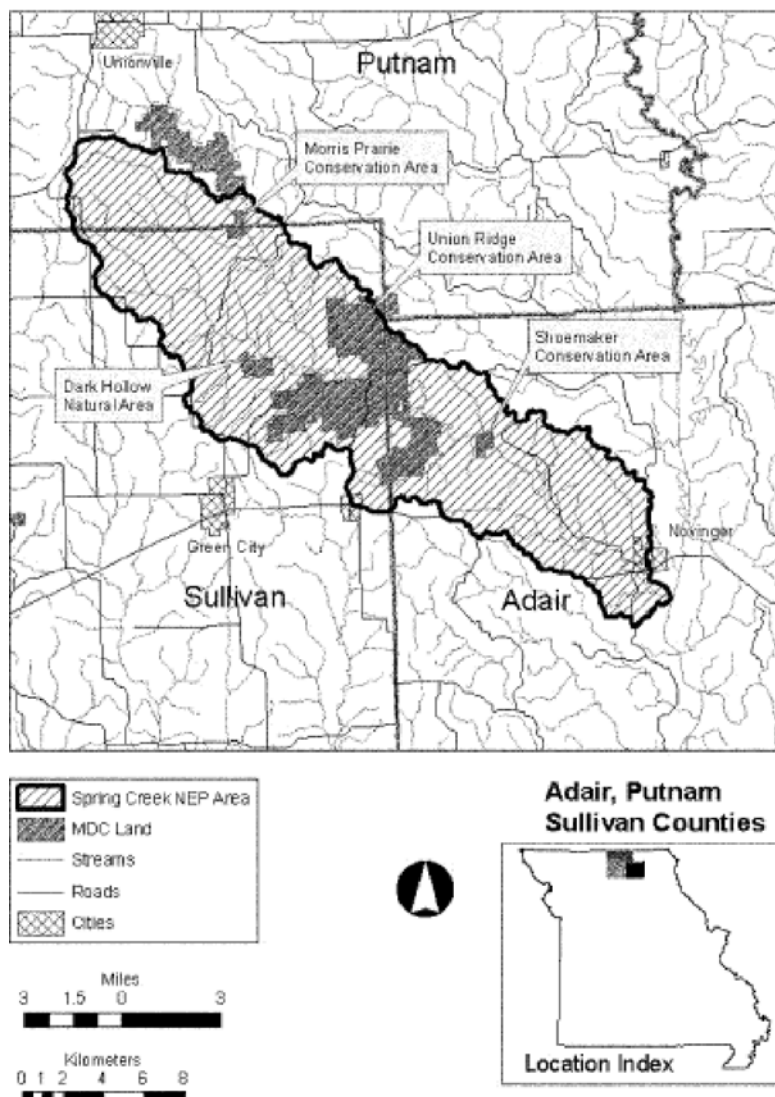 Unionville
Putnam
Morris Prairie
Conservation Area
Union Ridge
Conservation Area
Shoemaker
Conservation Area
Dark Hollow
Natural Area
Green City
Novinger
Sullivan
Adair
Spring Creek NEP Area
MDC Land
Streams
Roads
Cities
Adair, Putnam
Sullivan Counties
Miles
3 1.5 0 3
Kilometers
0 1 2 4 6 8
Location Index